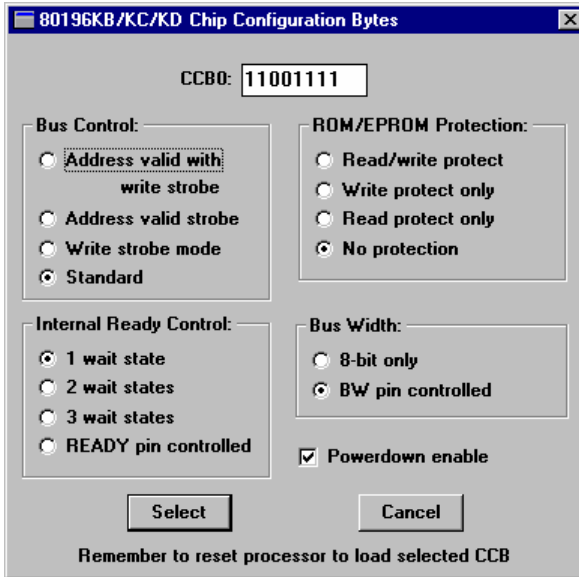 80196KB/KC/KD Chip Configuration Bytes
CCB0: 11001111
Bus Control:
Address valid with
write strobe
Address valid strobe
Write strobe mode
Standard
ROM/EPROM Protection:
Read/write protect
Write protect only
Read protect only
No protection
Internal Ready Control:
1 wait state
2 wait states
3 wait states
READY pin controlled
Bus Width:
8-bit only
BW pin controlled
Powerdown enable
Select
Cancel
Remember to reset processor to load selected CCB